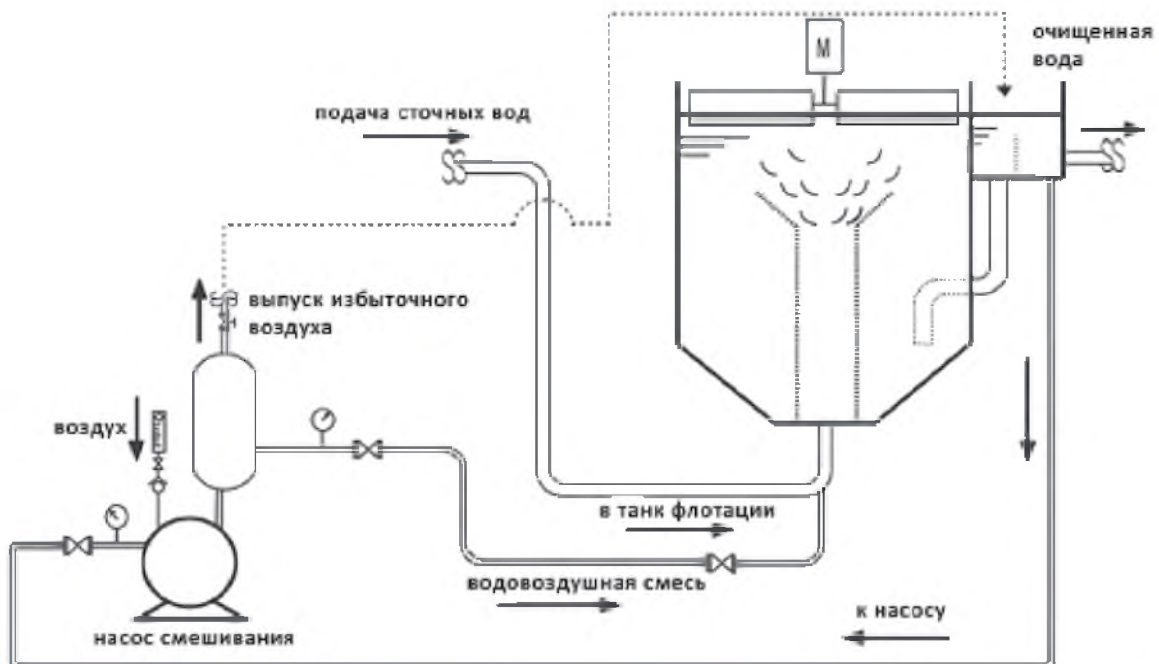 очищенная
вода
М
подача сточных вод
выпуск избыточного
воздуха
воздух
в танк флотации
водовоздушная смесь
к насосу
насос смешивания